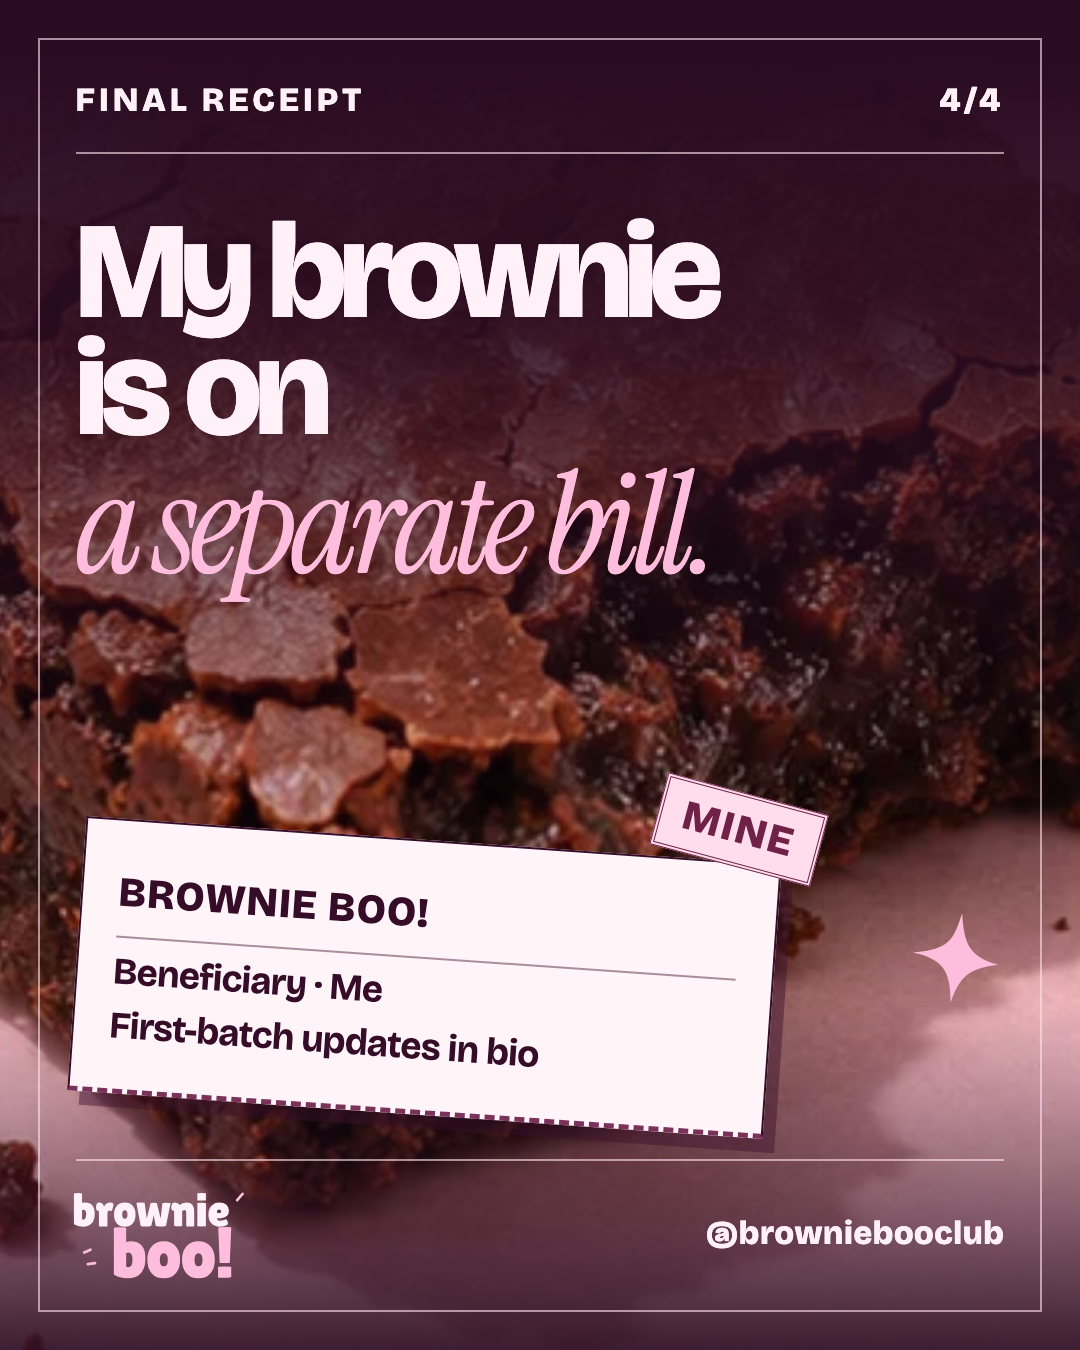 FINAL RECEIPT
4/4
My brownie
is on
a separate bill.
MINE
BROWNIE BOO!
Beneficiary · Me
First-batch updates in bio
brownie
boo!
@browniebooclub